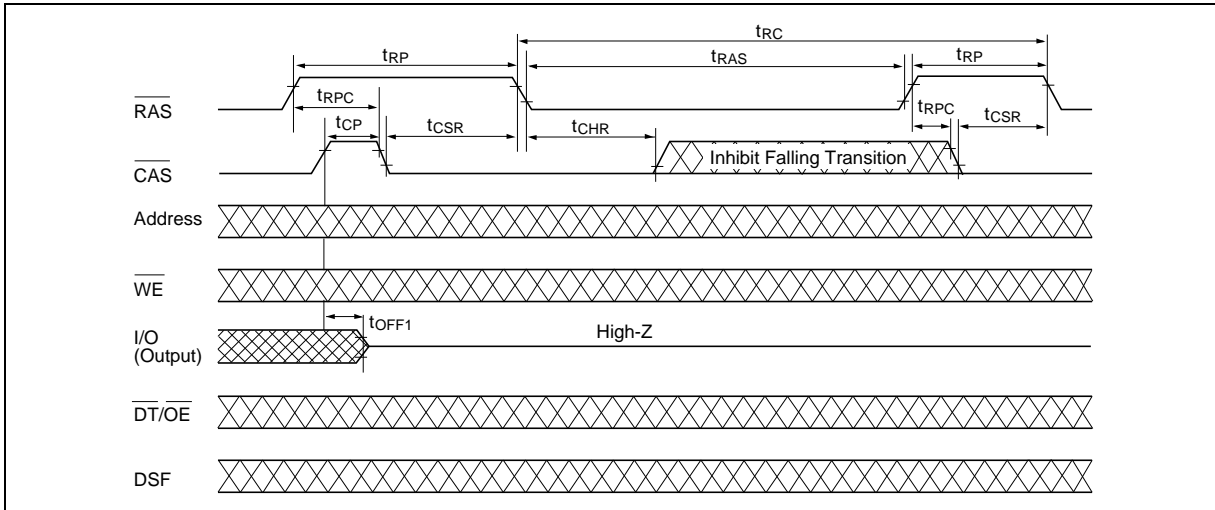 tRC
tRP tRAS tRP
RAS
tRPC tRPC
tCP tCSR tCHR tCSR
CAS Inhibit Falling Transition
Address
WE
tOFF1
I/O
(Output)
High-Z
DT/OE
DSF